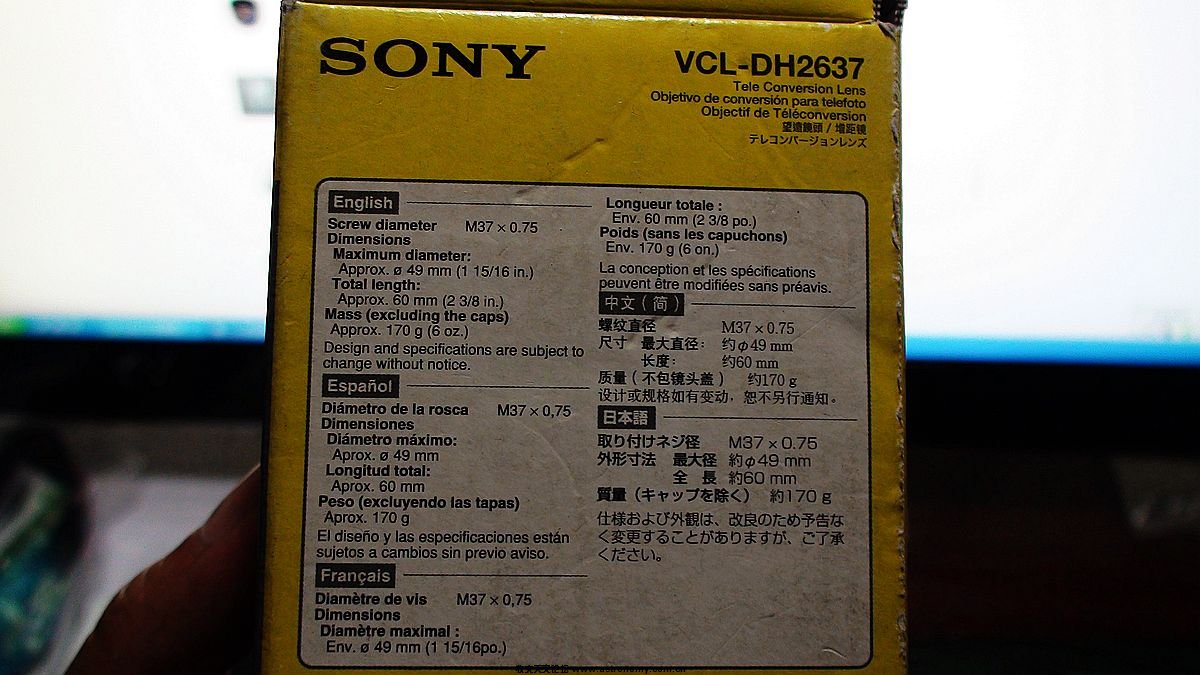 SONY
VCL-DH2637
Tele Conversion Lens
Objetivo de conversión para telefoto
Objectif de Téléconversion
望遠鏡頭 / 增距镜
テレコンバージョンレンズ
English
Screw diameter M37 × 0.75
Dimensions
Maximum diameter:
Approx. ø 49 mm (1 15/16 in.)
Total length:
Approx. 60 mm (2 3/8 in.)
Mass (excluding the caps)
Approx. 170 g (6 oz.)
Design and specifications are subject to
change without notice.
Español
Diámetro de la rosca M37 × 0,75
Dimensiones
Diámetro máximo:
Aprox. ø 49 mm
Longitud total:
Aprox. 60 mm
Peso (excluyendo las tapas)
Aprox. 170 g
El diseño y las especificaciones están
sujetos a cambios sin previo aviso.
Français
Diamètre de vis M37 × 0,75
Dimensions
Diamètre maximal :
Env. ø 49 mm (1 15/16po.)
Longueur totale :
Env. 60 mm (2 3/8 po.)
Poids (sans les capuchons)
Env. 170 g (6 on.)
La conception et les spécifications
peuvent être modifiées sans préavis.
中文（简）
螺纹直径 M37 × 0.75
尺寸 最大直径： 约φ49 mm
长度： 约60 mm
质量（不包镜头盖） 约170 g
设计或规格如有变动，恕不另行通知。
日本語
取り付けネジ径 M37 × 0.75
外形寸法 最大径 約φ49 mm
全 長 約60 mm
質量（キャップを除く） 約170 g
仕様および外観は、改良のため予告な
く変更することがありますが、ご了承
ください。